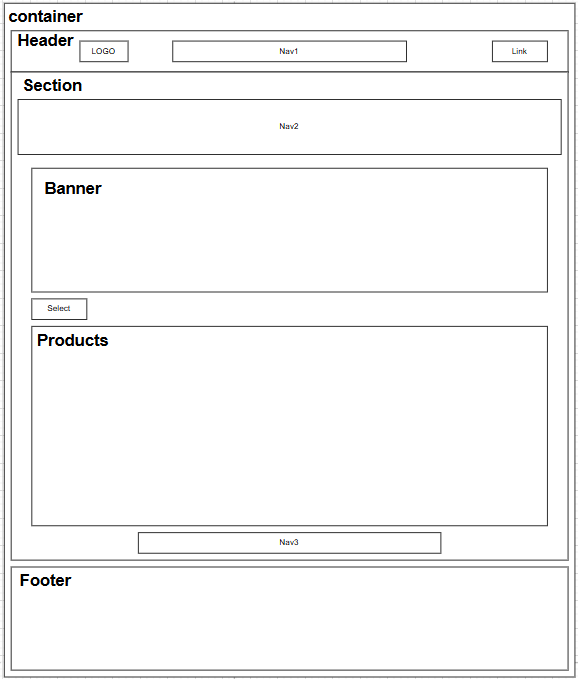 container
Header
LOGO
Nav1
Link
Section
Nav2
Banner
Select
Products
Nav3
Footer